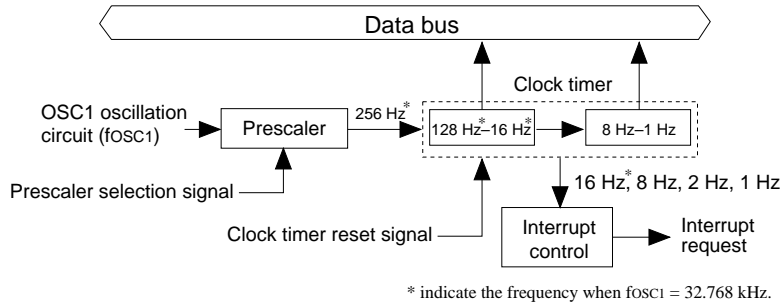 Data bus
Clock timer
OSC1 oscillation
circuit (fOSC1)
Prescaler
256 Hz*
128 Hz*–16 Hz*
8 Hz–1 Hz
Prescaler selection signal
16 Hz*, 8 Hz, 2 Hz, 1 Hz
Clock timer reset signal
Interrupt
control
Interrupt
request
* indicate the frequency when fOSC1 = 32.768 kHz.